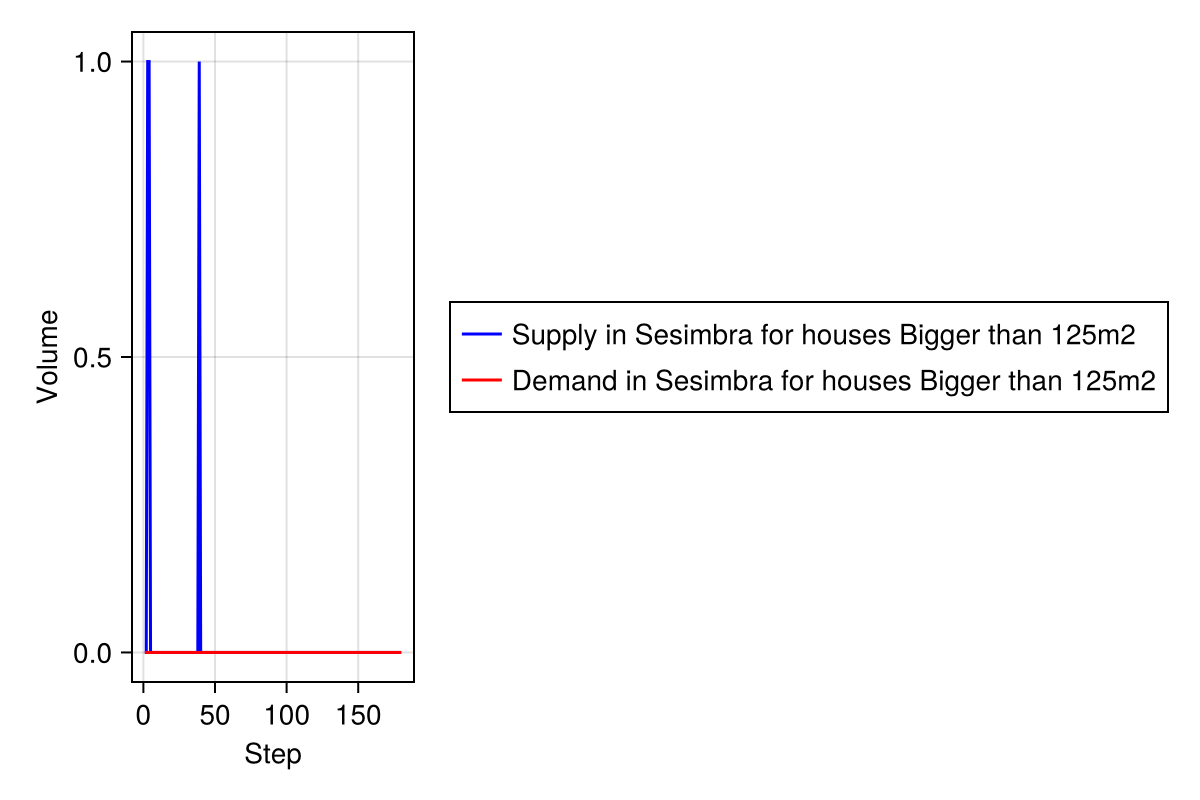 1.0
0.5
0.0
Volume
0 50 100 150
Step
Supply in Sesimbra for houses Bigger than 125m2
Demand in Sesimbra for houses Bigger than 125m2